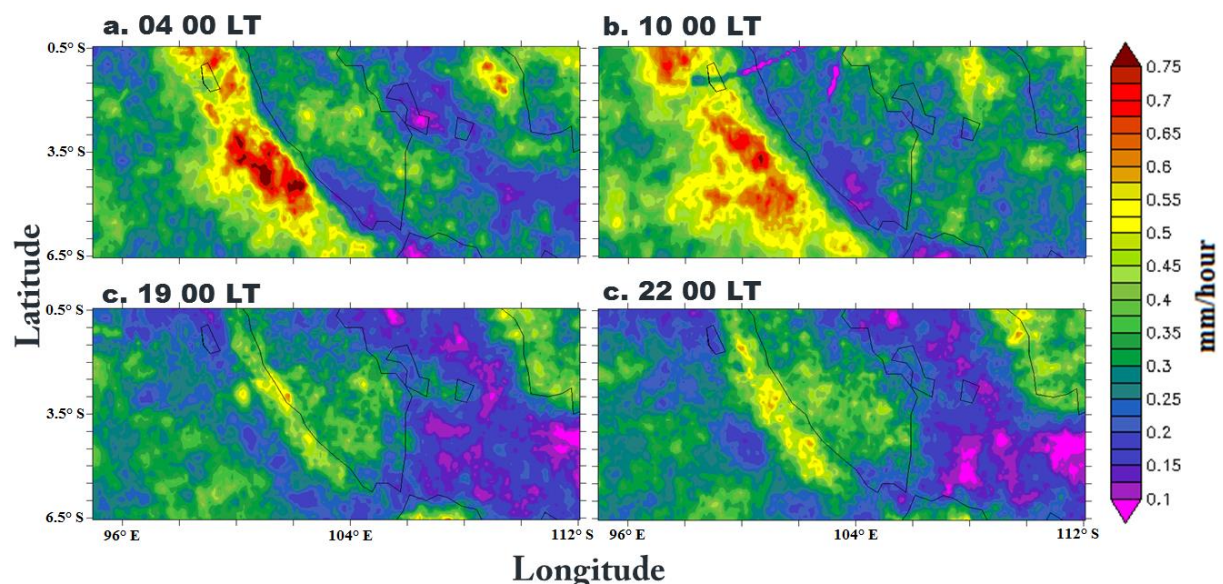 a. 04 00 LT
b. 10 00 LT
0.5° S
3.5° S
6.5° S
c. 19 00 LT
c. 22 00 LT
0.5° S
3.5° S
6.5° S
96° E
104° E
112° S
96° E
104° E
112° S
Latitude
Longitude
0.75
0.7
0.65
0.6
0.55
0.5
0.45
0.4
0.35
0.3
0.25
0.2
0.15
0.1
mm/hour